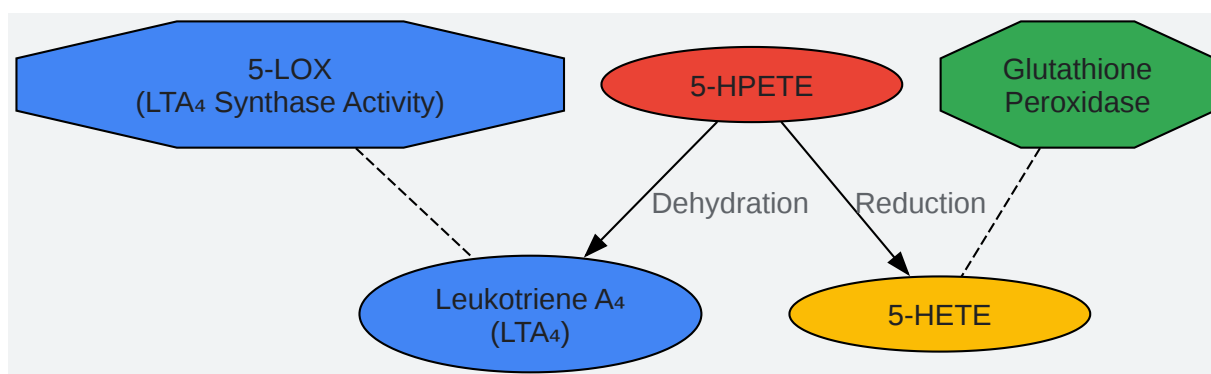 5-LOX
(LTA₄ Synthase Activity)
5-HPETE
Glutathione
Peroxidase
Dehydration
Reduction
Leukotriene A₄
(LTA₄)
5-HETE